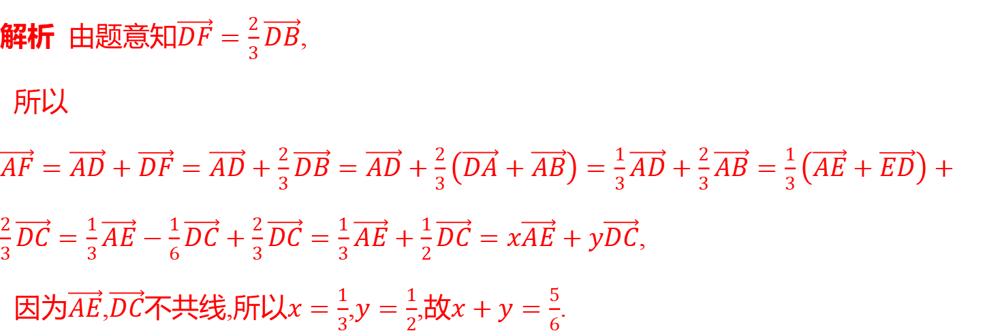 解析 由题意知$\overrightarrow{DF}=\frac{2}{3}\overrightarrow{DB}$,
所以
$\overrightarrow{AF}=\overrightarrow{AD}+\overrightarrow{DF}=\overrightarrow{AD}+\frac{2}{3}\overrightarrow{DB}=\overrightarrow{AD}+\frac{2}{3}(\overrightarrow{DA}+\overrightarrow{AB})=\frac{1}{3}\overrightarrow{AD}+\frac{2}{3}\overrightarrow{AB}=\frac{1}{3}(\overrightarrow{AE}+\overrightarrow{ED})+$
$\frac{2}{3}\overrightarrow{DC}=\frac{1}{3}\overrightarrow{AE}-\frac{1}{6}\overrightarrow{DC}+\frac{2}{3}\overrightarrow{DC}=\frac{1}{3}\overrightarrow{AE}+\frac{1}{2}\overrightarrow{DC}=x\overrightarrow{AE}+y\overrightarrow{DC}$,
因为$\overrightarrow{AE}$,$\overrightarrow{DC}$不共线,所以$x=\frac{1}{3}$,$y=\frac{1}{2}$,故$x+y=\frac{5}{6}$.